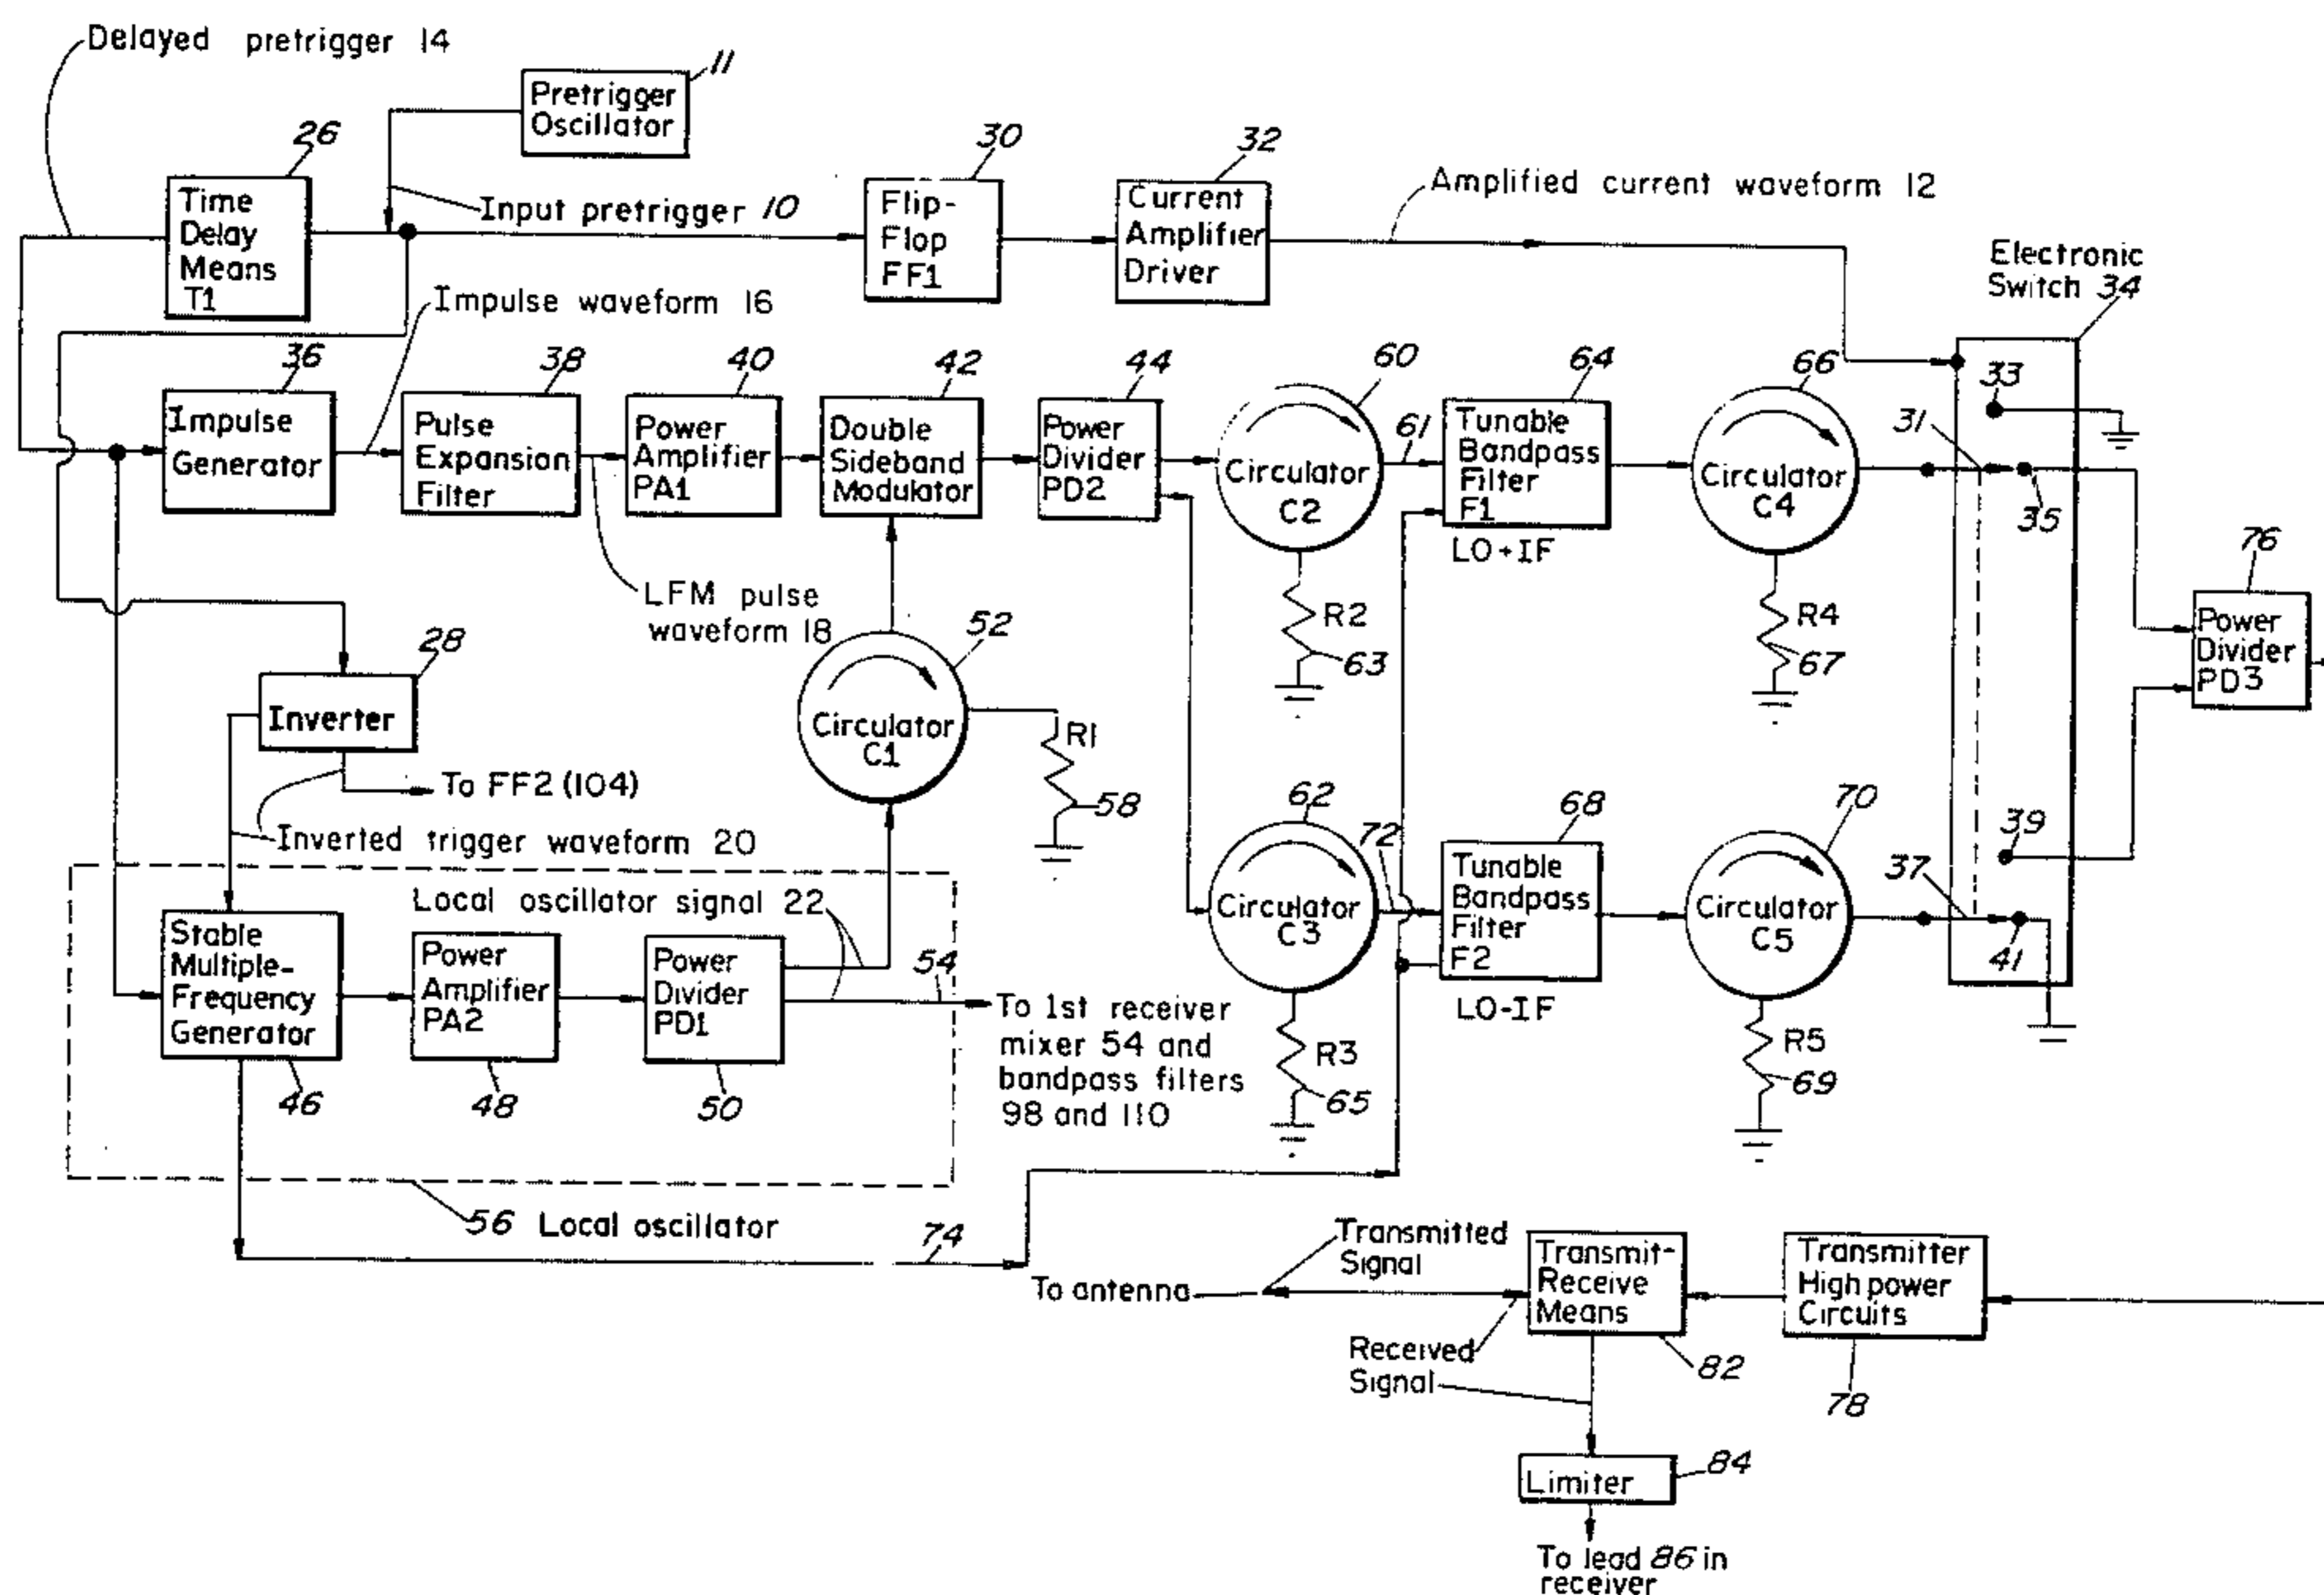 Delayed pretrigger 14
11
Pretrigger
Oscillator
26
30
32
Time
Delay
Means
T1
Input pretrigger 10
Flip-
Flop
FF1
Current
Amplifier
Driver
Amplified current waveform 12
Electronic
Switch 34
Impulse waveform 16
36
38
40
42
44
60
64
66
33
Impulse
Generator
Pulse
Expansion
Filter
Power
Amplifier
PA1
Double
Sideband
Modulator
Power
Divider
PD2
Circulator
C2
61
Tunable
Bandpass
Filter
F1
LO+IF
Circulator
C4
31
35
76
LFM pulse
waveform 18
52
R2
63
R4
67
Power
Divider
PD3
28
Inverter
Circulator
C1
R1
58
To FF2 (104)
Inverted trigger waveform 20
62
72
68
70
39
37
41
Local oscillator signal 22
54
Stable
Multiple-
Frequency
Generator
Power
Amplifier
PA2
Power
Divider
PD1
To 1st receiver
mixer 54 and
bandpass filters
98 and 110
Circulator
C3
Tunable
Bandpass
Filter
F2
LO-IF
Circulator
C5
R3
65
R5
69
46
48
50
56 Local oscillator
74
Transmitted
Signal
To antenna
Transmit-
Receive
Means
Transmitter
High power
Circuits
Received
Signal
82
78
Limiter
84
To lead 86 in
receiver